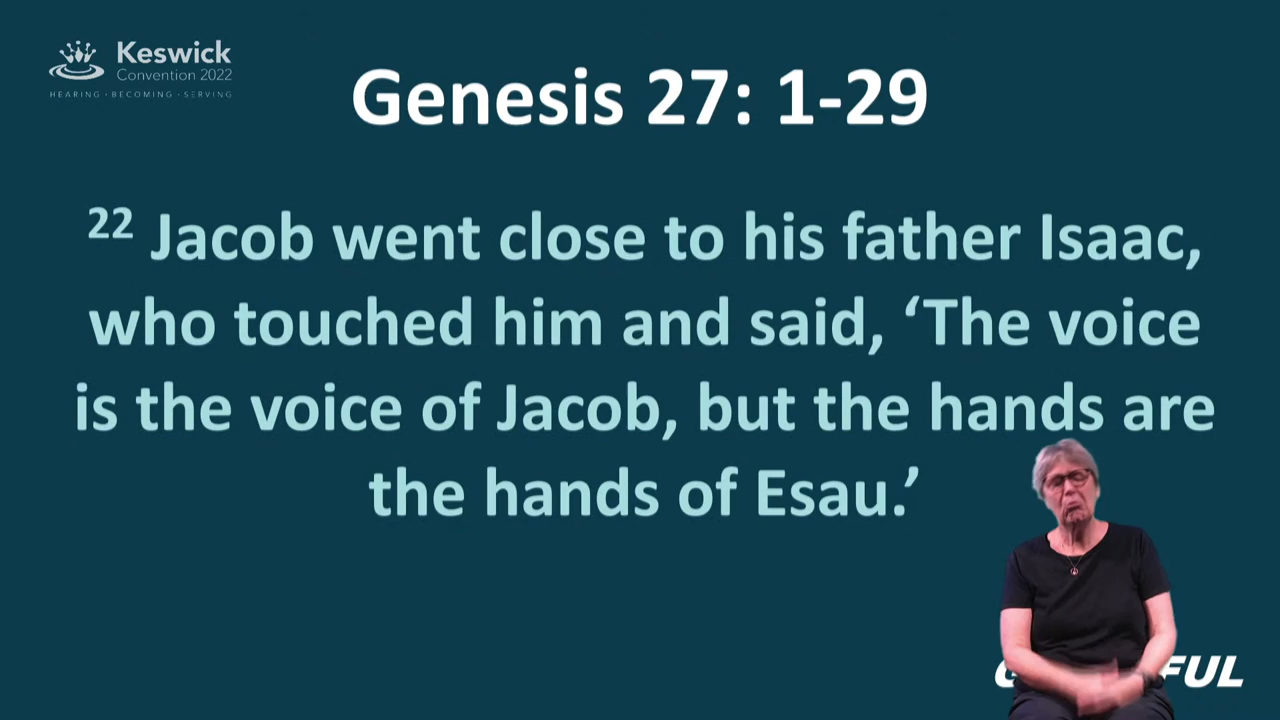 Keswick
Convention 2022
HEARING · BECOMING · SERVING
Genesis 27: 1-29
22 Jacob went close to his father Isaac,
who touched him and said, ‘The voice
is the voice of Jacob, but the hands are
the hands of Esau.’